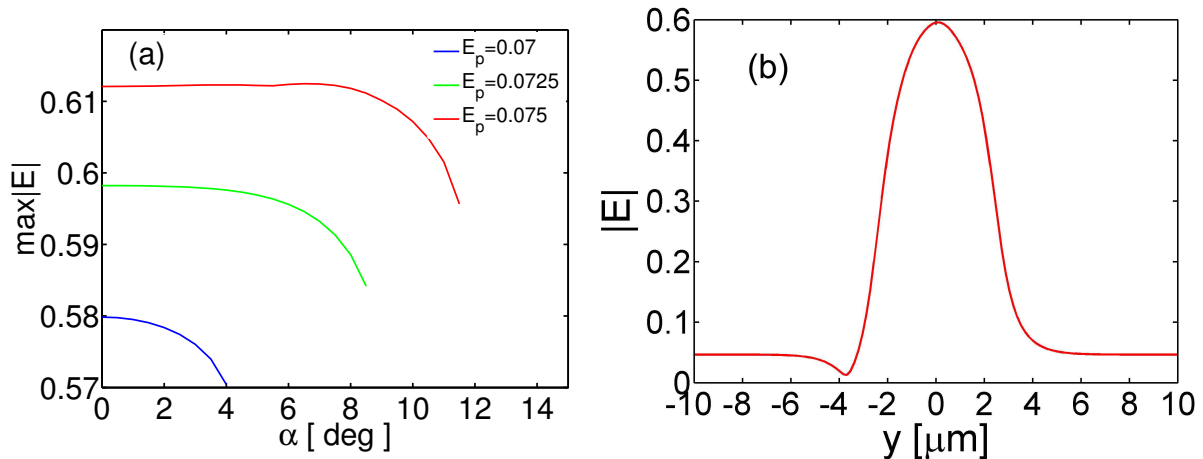 (a)
E_p=0.07
E_p=0.0725
E_p=0.075
0.61
0.6
0.59
0.58
0.57
max|E|
0 2 4 6 8 10 12 14
α [ deg]
(b)
0.6
0.5
0.4
0.3
0.2
0.1
0
|E|
-10 -8 -6 -4 -2 0 2 4 6 8 10
y [μm]